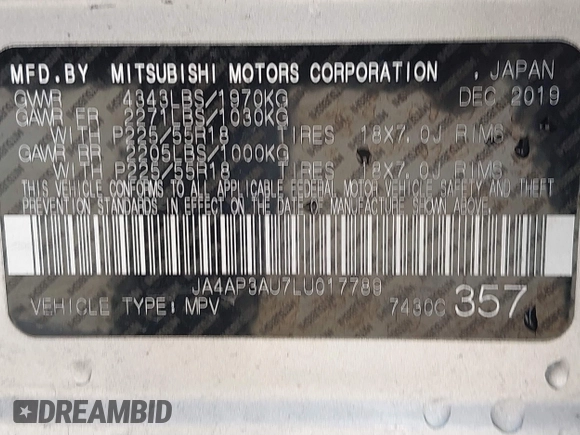 MFD.BY MITSUBISHI MOTORS CORPORATION , JAPAN
GVWR 4343LBS/1970KG DEC 2019
GAWR FR 2271LBS/1030KG
WITH P225/55R18 TIRES 18X7.0J RIMS
GAWR RR 2205LBS/1000KG
WITH P225/55R18 TIRES 18X7.0J RIMS
THIS VEHICLE CONFORMS TO ALL APPLICABLE FEDERAL MOTOR VEHICLE SAFETY AND THEFT
PREVENTION STANDARDS IN EFFECT ON THE DATE OF MANUFACTURE SHOWN ABOVE.
JA4AP3AU7LU017789
VEHICLE TYPE: MPV 7430C 357
DREAMBID